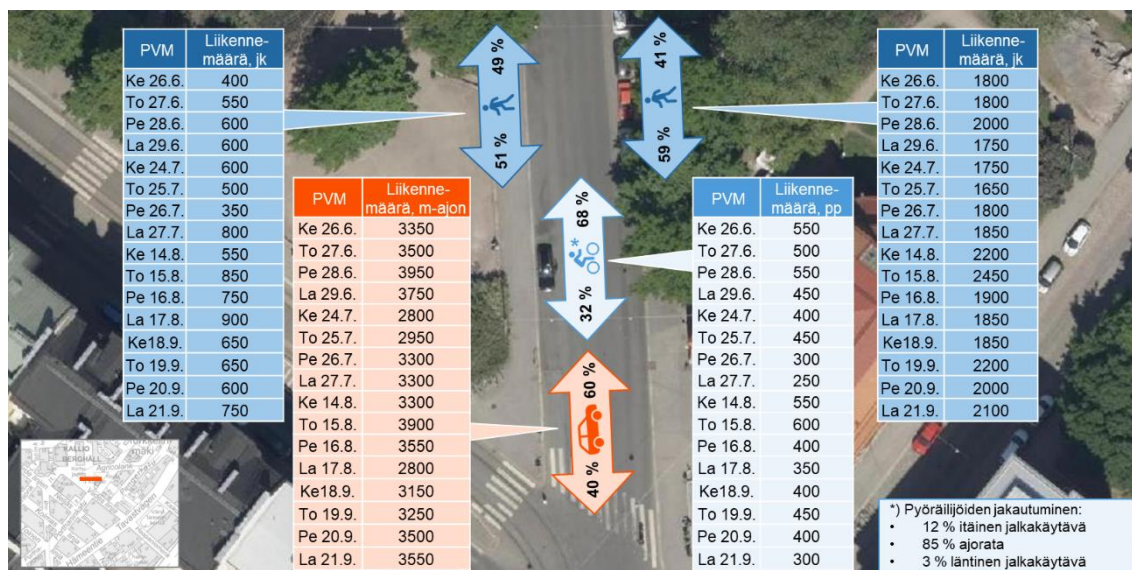 PVM Liikenne-
määrä, jk
Ke 26.6. 400
To 27.6. 550
Pe 28.6. 600
La 29.6. 600
Ke 24.7. 600
To 25.7. 500
Pe 26.7. 350
La 27.7. 800
Ke 14.8. 550
To 15.8. 850
Pe 16.8. 750
La 17.8. 900
Ke18.9. 650
To 19.9. 650
Pe 20.9. 600
La 21.9. 750
49 %
51 %
41 %
59 %
PVM Liikenne-
määrä, jk
Ke 26.6. 1800
To 27.6. 1800
Pe 28.6. 2000
La 29.6. 1750
Ke 24.7. 1750
To 25.7. 1650
Pe 26.7. 1800
La 27.7. 1850
Ke 14.8. 2200
To 15.8. 2450
Pe 16.8. 1900
La 17.8. 1850
Ke18.9. 1850
To 19.9. 2200
Pe 20.9. 2000
La 21.9. 2100
PVM Liikenne-
määrä, m-ajon
Ke 26.6. 3350
To 27.6. 3500
Pe 28.6. 3950
La 29.6. 3750
Ke 24.7. 2800
To 25.7. 2950
Pe 26.7. 3300
La 27.7. 3300
Ke 14.8. 3300
To 15.8. 3900
Pe 16.8. 3550
La 17.8. 2800
Ke18.9. 3150
To 19.9. 3250
Pe 20.9. 3500
La 21.9. 3550
68 %
*
32 %
60 %
40 %
PVM Liikenne-
määrä, pp
Ke 26.6. 550
To 27.6. 500
Pe 28.6. 550
La 29.6. 450
Ke 24.7. 400
To 25.7. 450
Pe 26.7. 300
La 27.7. 250
Ke 14.8. 550
To 15.8. 600
Pe 16.8. 400
La 17.8. 350
Ke18.9. 400
To 19.9. 450
Pe 20.9. 400
La 21.9. 300
KALLIO
BERGHÄLL
Hämeentie
Tavastvägen
*) Pyöräilijöiden jakautuminen:
• 12 % itäinen jalkakäytävä
• 85 % ajorata
• 3 % läntinen jalkakäytävä